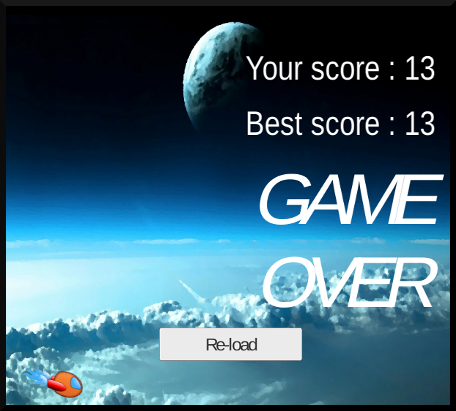 Your score : 13
Best score : 13
GAME
OVER
Re-load